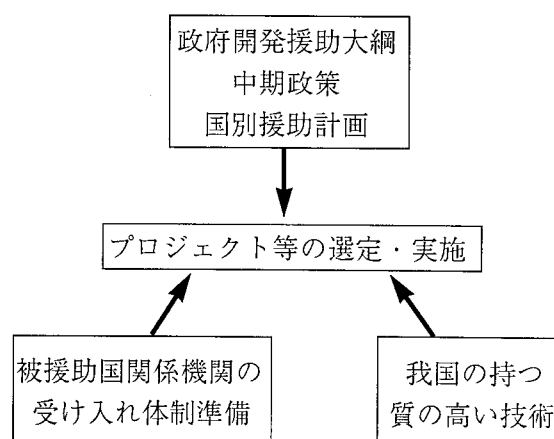 政府開発援助大綱
中期政策
国別援助計画
プロジェクト等の選定・実施
被援助国関係機関の
受け入れ体制準備
我国の持つ
質の高い技術